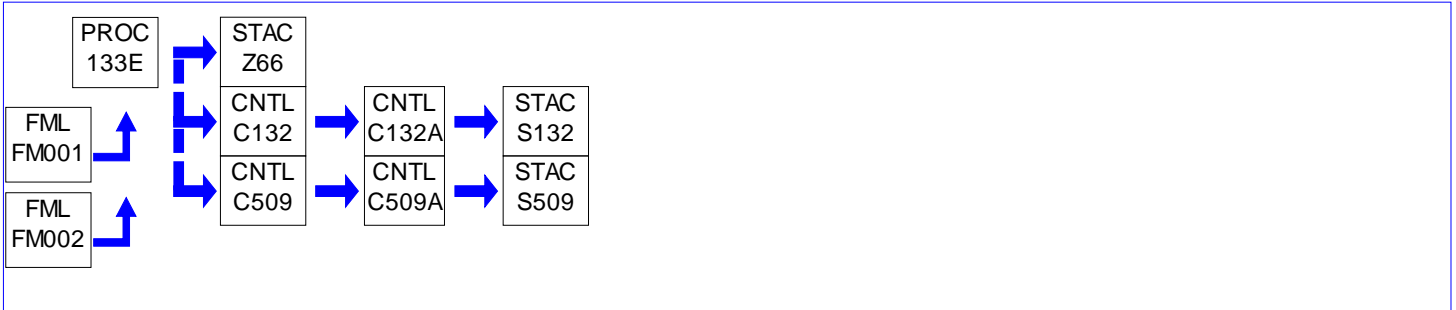 PROC
133E
STAC
Z66
FML
FM001
CNTL
C132
CNTL
C132A
STAC
S132
FML
FM002
CNTL
C509
CNTL
C509A
STAC
S509